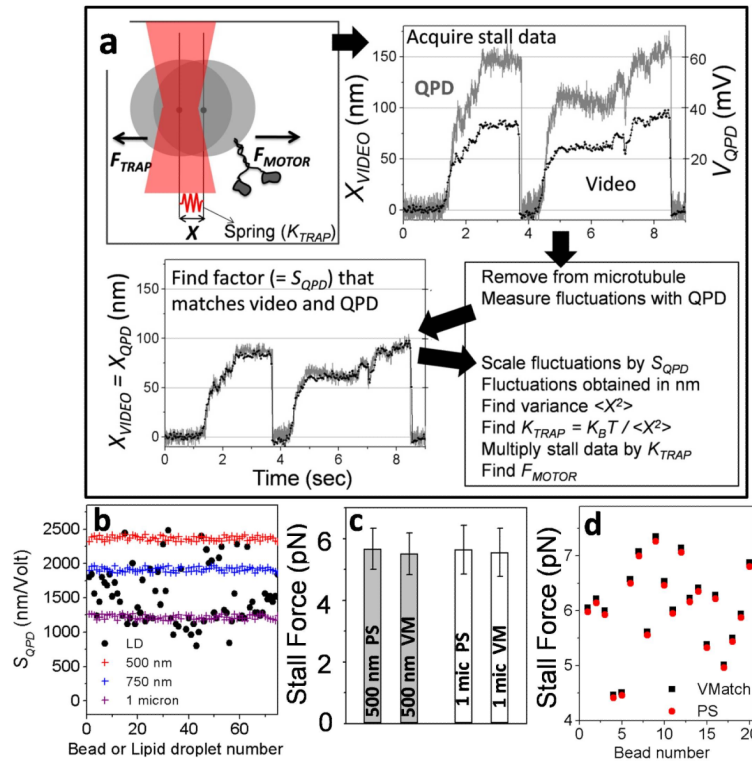 a
F_TRAP
F_MOTOR
X
Spring (K_TRAP)
Acquire stall data
QPD
Video
X_VIDEO (nm)
150
100
50
0
V_QPD (mV)
60
40
20
0 2 4 6 8
Find factor (= S_QPD) that
matches video and QPD
X_VIDEO = X_QPD (nm)
150
100
50
0
0 2 4 6 8
Time (sec)
Remove from microtubule
Measure fluctuations with QPD
Scale fluctuations by S_QPD
Fluctuations obtained in nm
Find variance <X²>
Find K_TRAP = K_BT / <X²>
Multiply stall data by K_TRAP
Find F_MOTOR
b
S_QPD (nm/Volt)
2500
2000
1500
1000
500
0
LD
500 nm
750 nm
1 micron
0 20 40 60
Bead or Lipid droplet number
c
Stall Force (pN)
6
4
2
0
500 nm PS
500 nm VM
1 mic PS
1 mic VM
d
Stall Force (pN)
7
6
5
4
VMatch
PS
0 5 10 15 20
Bead number